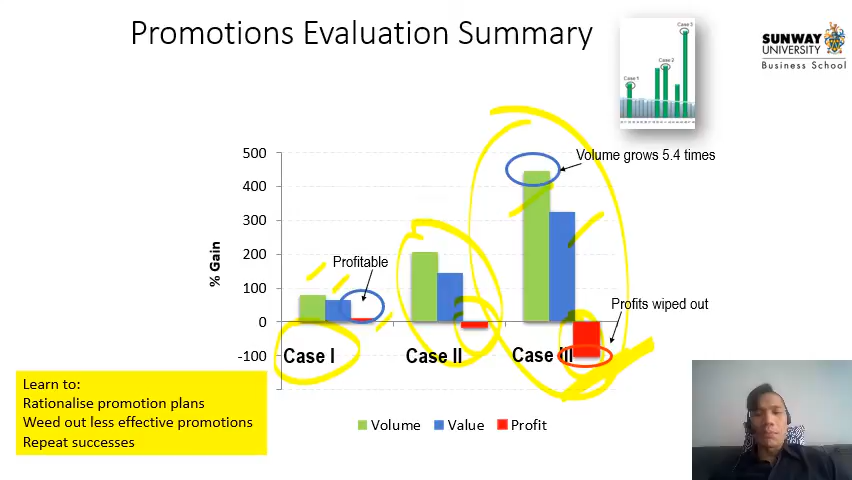 Promotions Evaluation Summary
SUNWAY
UNIVERSITY
Business School
Case 3
Case 2
Case 1
500
400
300
200
100
0
-100
% Gain
Volume grows 5.4 times
Profitable
Profits wiped out
Case I
Case II
Case III
Volume
Value
Profit
Learn to:
Rationalise promotion plans
Weed out less effective promotions
Repeat successes